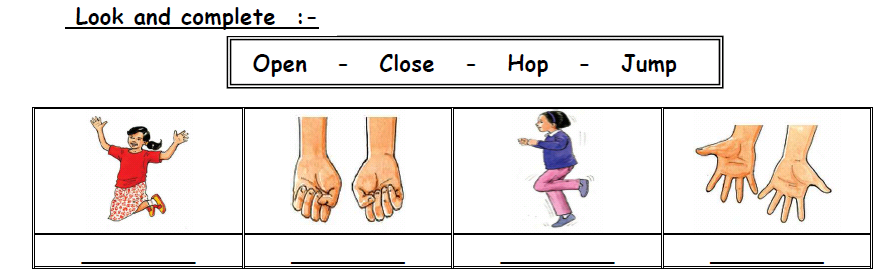 Look and complete :-
Open - Close - Hop - Jump